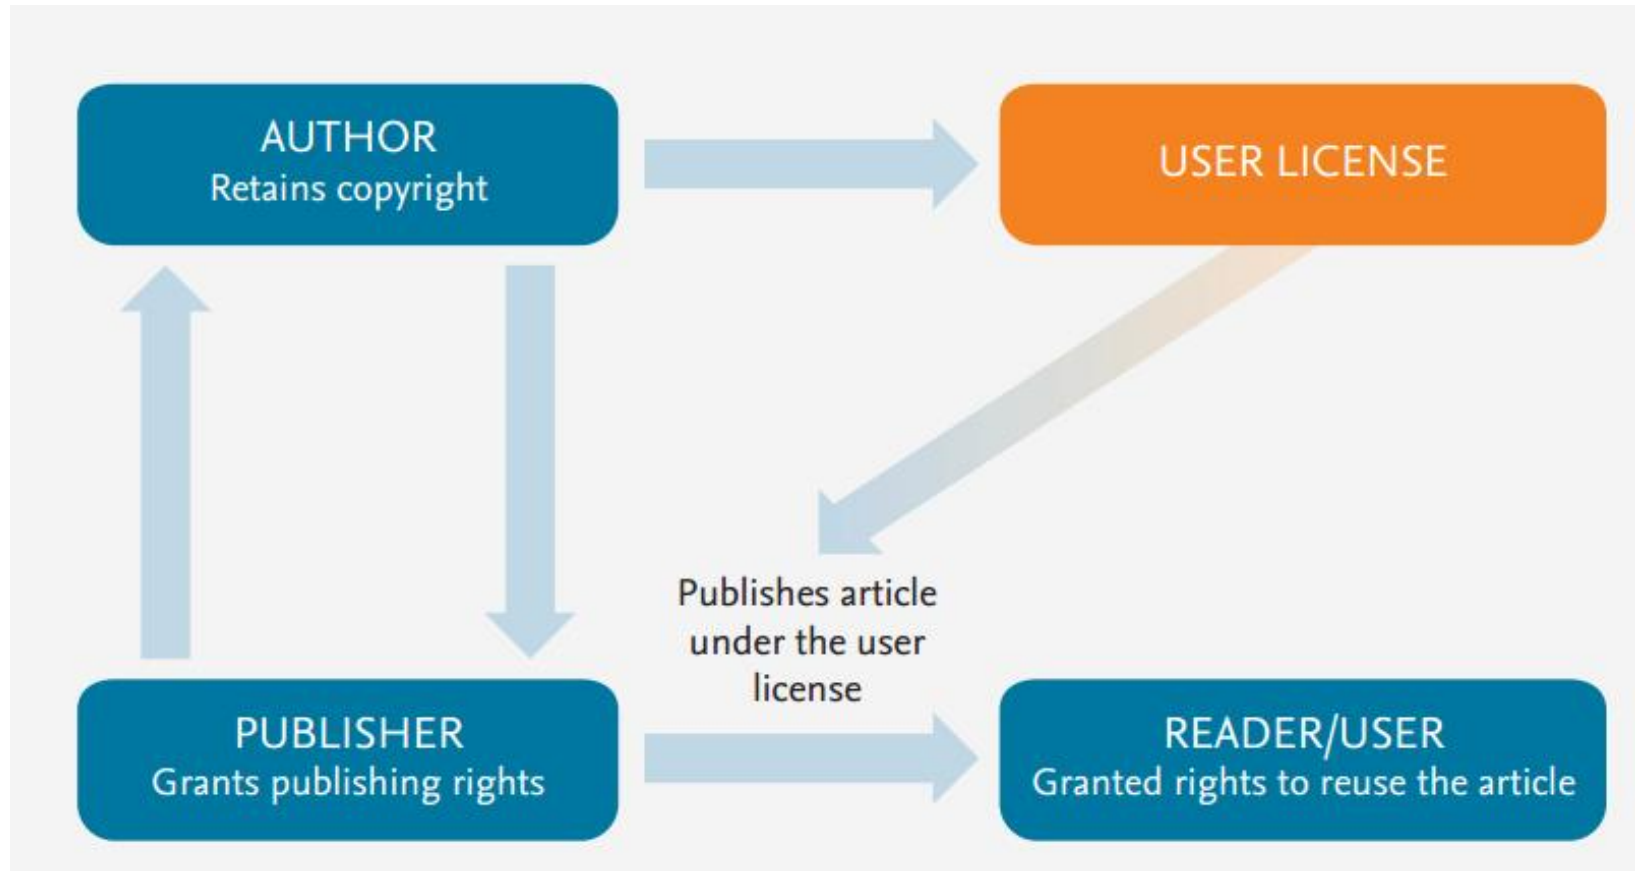 AUTHOR
Retains copyright
USER LICENSE
Publishes article
under the user
license
PUBLISHER
Grants publishing rights
READER/USER
Granted rights to reuse the article